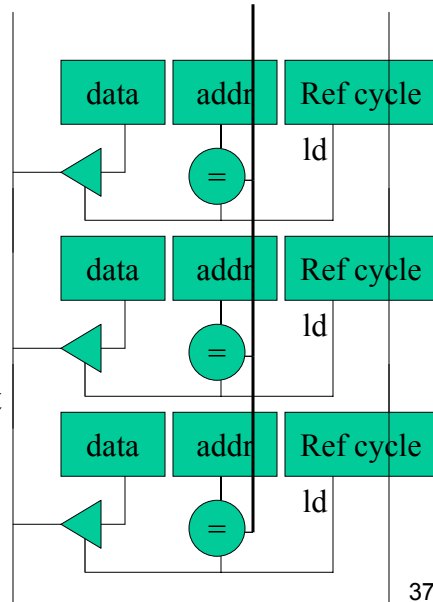 data addr Ref cycle
ld
=
data addr Ref cycle
ld
=
data addr Ref cycle
ld
=
37